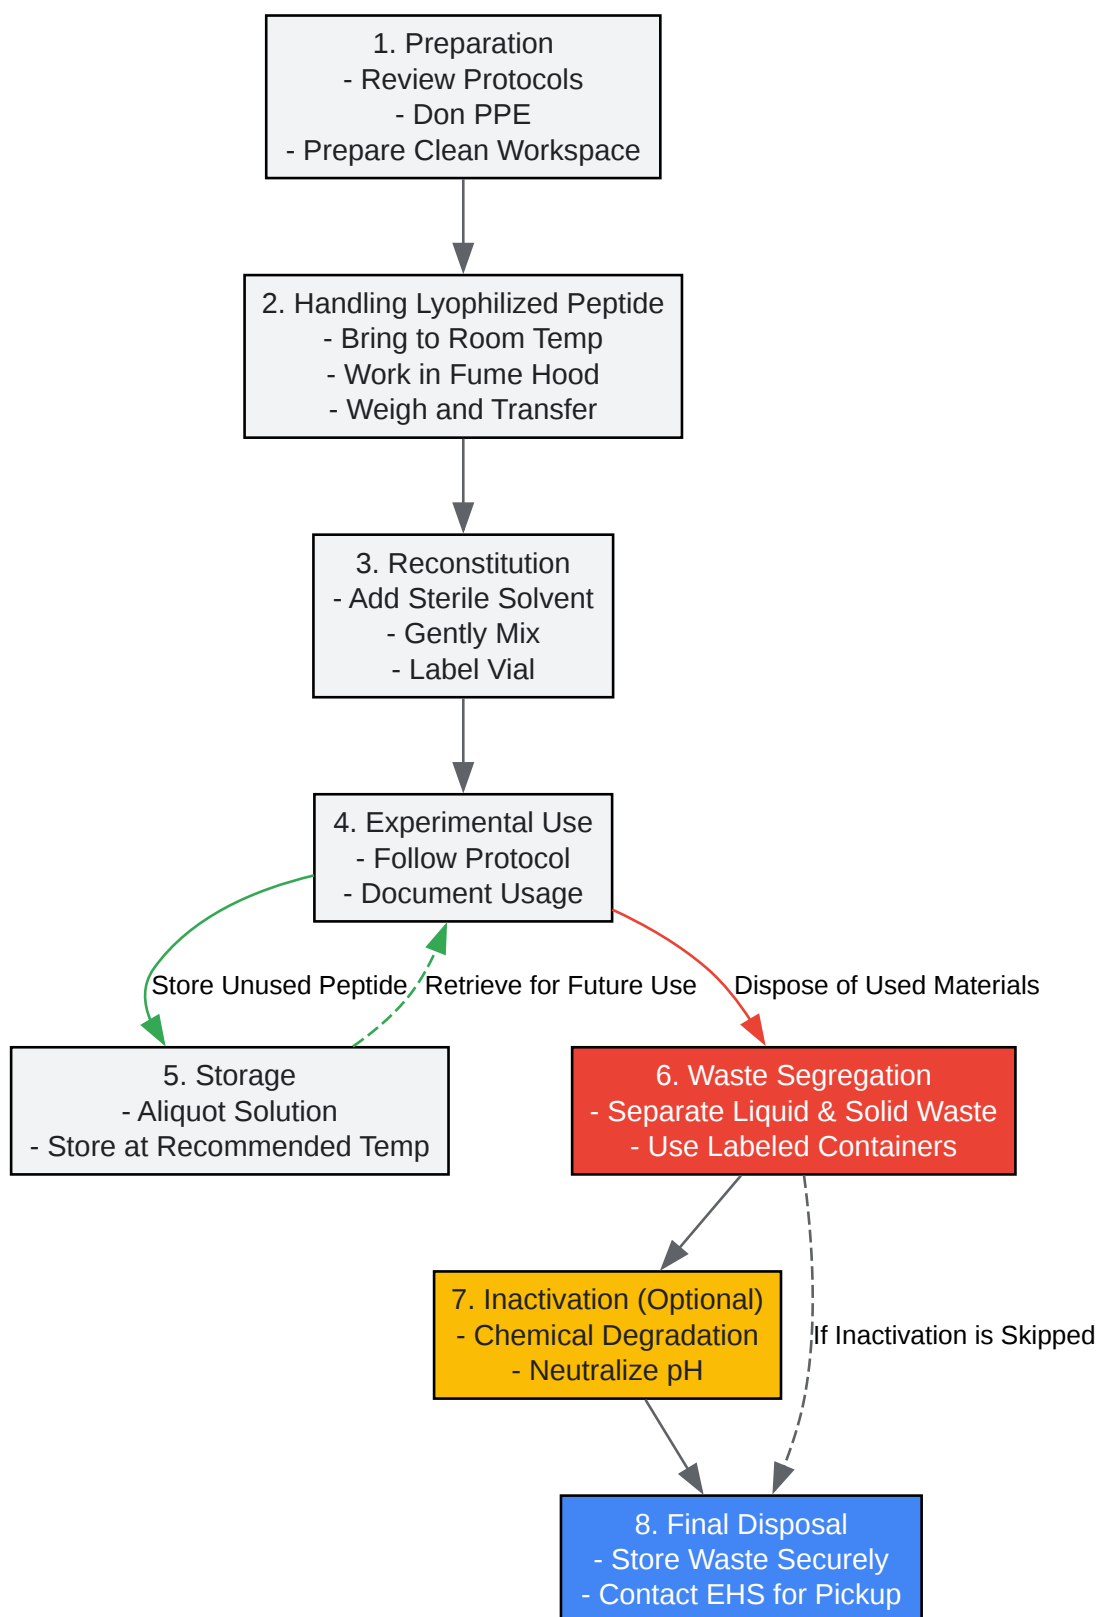 1. Preparation
- Review Protocols
- Don PPE
- Prepare Clean Workspace
2. Handling Lyophilized Peptide
- Bring to Room Temp
- Work in Fume Hood
- Weigh and Transfer
3. Reconstitution
- Add Sterile Solvent
- Gently Mix
- Label Vial
4. Experimental Use
- Follow Protocol
- Document Usage
Store Unused Peptide
Retrieve for Future Use
Dispose of Used Materials
5. Storage
- Aliquot Solution
- Store at Recommended Temp
6. Waste Segregation
- Separate Liquid & Solid Waste
- Use Labeled Containers
7. Inactivation (Optional)
- Chemical Degradation
- Neutralize pH
If Inactivation is Skipped
8. Final Disposal
- Store Waste Securely
- Contact EHS for Pickup